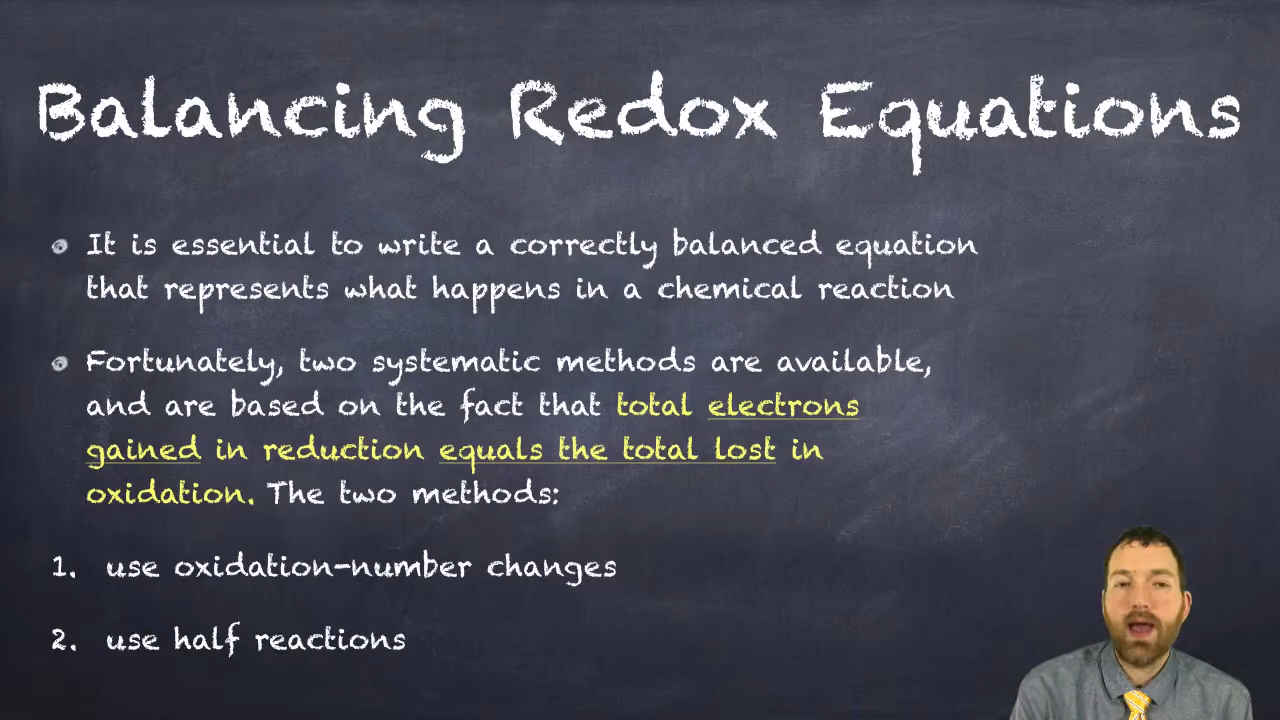 Balancing Redox Equations
It is essential to write a correctly balanced equation
that represents what happens in a chemical reaction
Fortunately, two systematic methods are available,
and are based on the fact that total electrons
gained in reduction equals the total lost in
oxidation. The two methods:
1. use oxidation-number changes
2. use half reactions